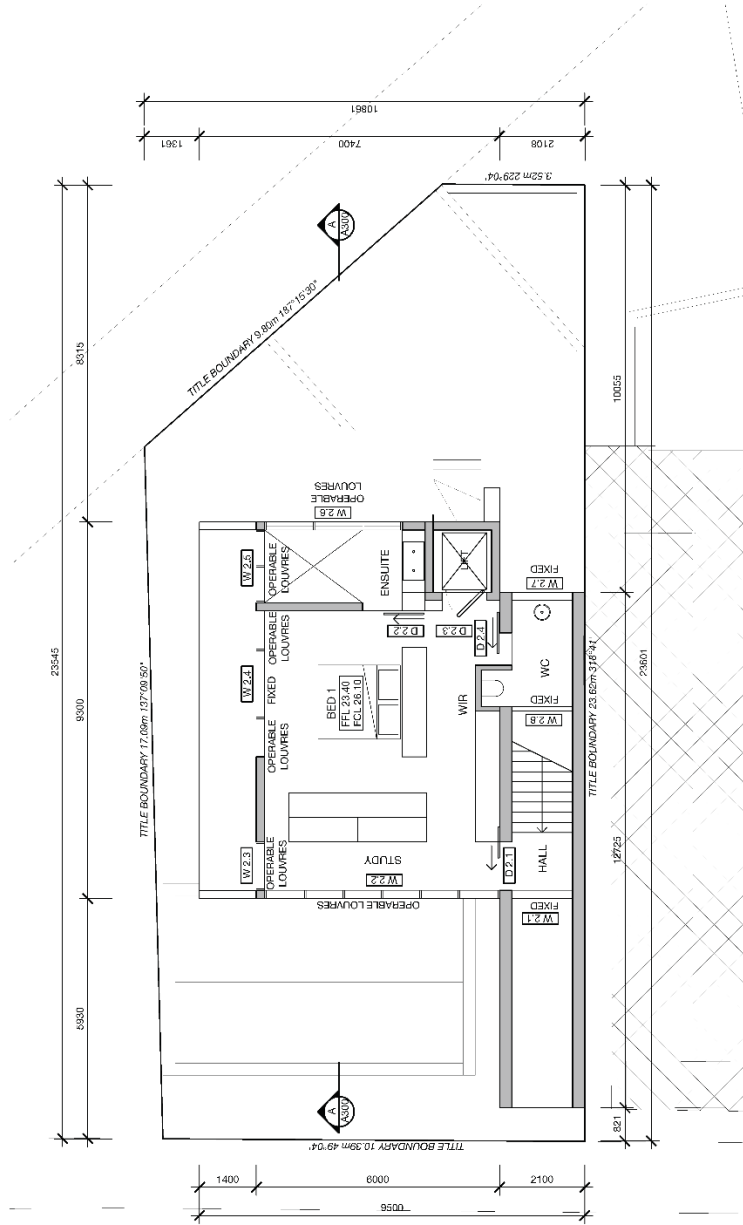 10861
1361
7400
2108
3.52m 229°04'
A
A300
TITLE BOUNDARY 9.80m 187°15'30"
8315
10055
23545
9300
5930
OPERABLE
LOUVRES
W 2.6
W 2.5
OPERABLE
LOUVRES
ENSUITE
LIFT
W 2.7
FIXED
D 2.2
D 2.3
D 2.4
OPERABLE
LOUVRES
W 2.4
FIXED
BED 1
FFL 23.40
FCL 26.10
WIR
WC
FIXED
W 2.8
OPERABLE
LOUVRES
TITLE BOUNDARY 17.09m 137°09'50"
TITLE BOUNDARY 23.62m 318°41'
23601
12725
W 2.3
OPERABLE
LOUVRES
STUDY
W 2.2
OPERABLE LOUVRES
D 2.1
HALL
FIXED
W 2.1
A
A300
TITLE BOUNDARY 10.39m 49°04'
821
1400
6000
2100
9500